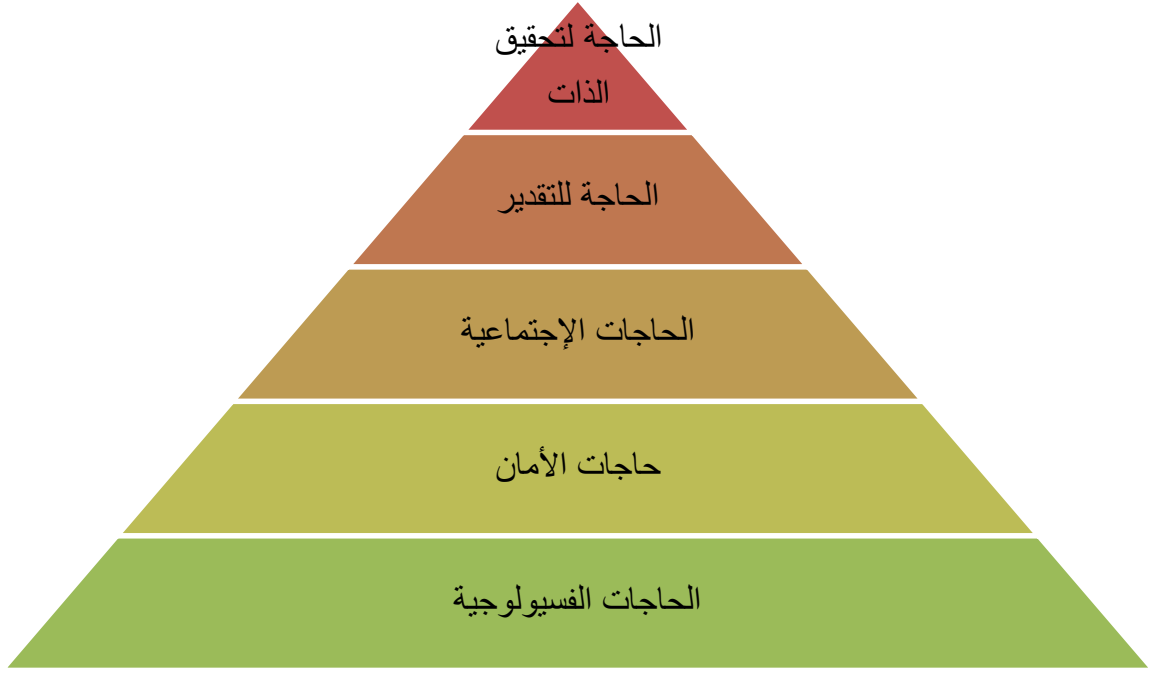 الحاجة لتحقيق
الذات
الحاجة للتقدير
الحاجات الإجتماعية
حاجات الأمان
الحاجات الفسيولوجية